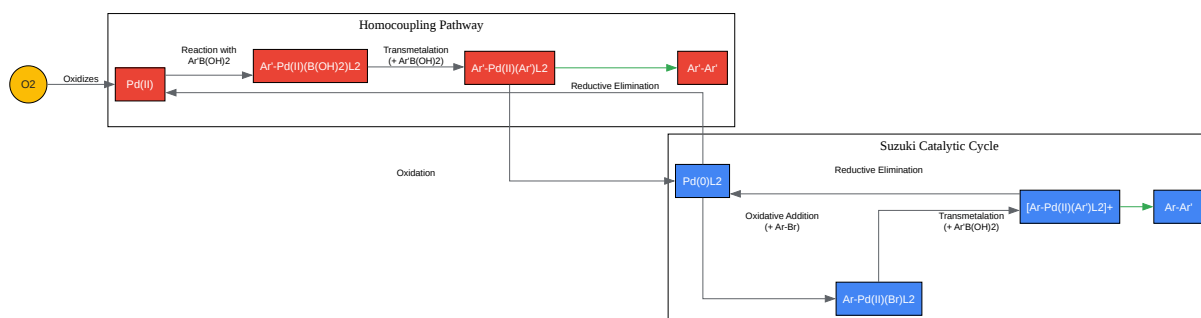 Homocoupling Pathway
O2
Oxidizes
Pd(II)
Reaction with
Ar'B(OH)2
Ar'-Pd(II)(B(OH)2)L2
Transmetalation
(+ Ar'B(OH)2)
Ar'-Pd(II)(Ar')L2
Ar'-Ar'
Reductive Elimination
Oxidation
Suzuki Catalytic Cycle
Pd(0)L2
Reductive Elimination
Oxidative Addition
(+ Ar-Br)
Transmetalation
(+ Ar'B(OH)2)
[Ar-Pd(II)(Ar')L2]+
Ar-Ar'
Ar-Pd(II)(Br)L2